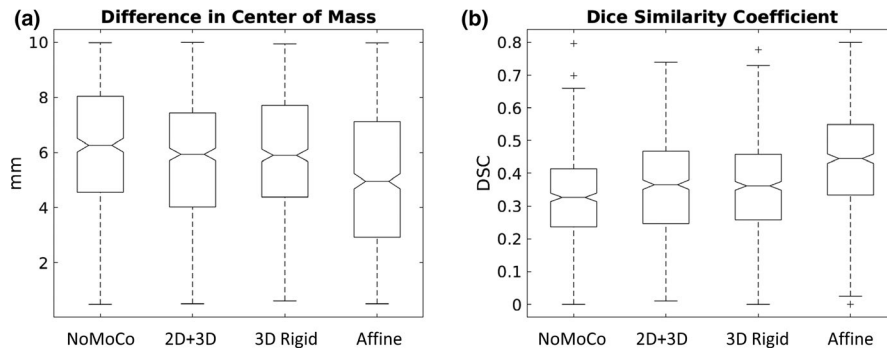 (a) Difference in Center of Mass
10
8
6
4
2
mm
NoMoCo 2D+3D 3D Rigid Affine
(b) Dice Similarity Coefficient
0.8
0.7
0.6
0.5
0.4
0.3
0.2
0.1
0
DSC
NoMoCo 2D+3D 3D Rigid Affine